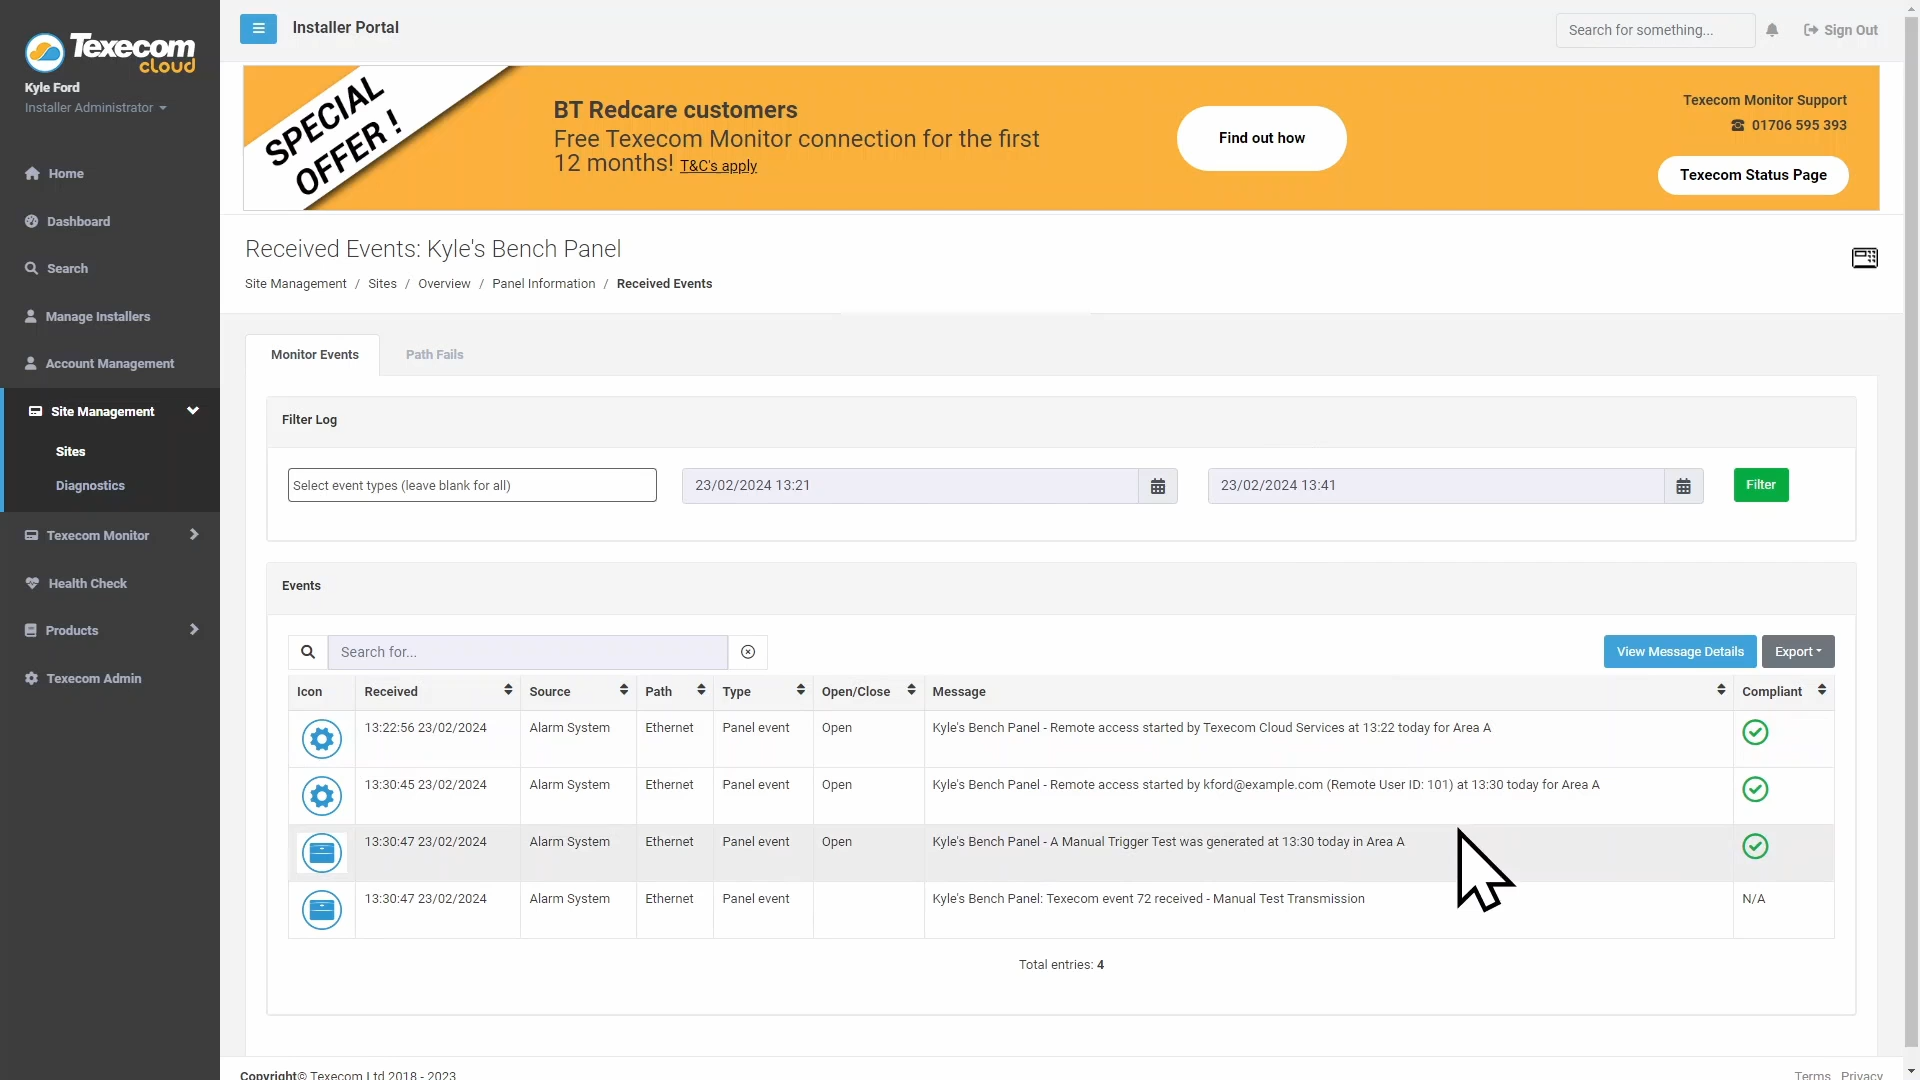 Texecom
cloud
Kyle Ford
Installer Administrator
Home
Dashboard
Search
Manage Installers
Account Management
Site Management
Sites
Diagnostics
Texecom Monitor
Health Check
Products
Texecom Admin
Installer Portal
Search for something...
Sign Out
SPECIAL
OFFER !
BT Redcare customers
Free Texecom Monitor connection for the first
12 months! T&C's apply
Find out how
Texecom Monitor Support
01706 595 393
Texecom Status Page
Received Events: Kyle's Bench Panel
Site Management / Sites / Overview / Panel Information / Received Events
Monitor Events Path Fails
Filter Log
Select event types (leave blank for all) 23/02/2024 13:21 23/02/2024 13:41 Filter
Events
Search for... View Message Details Export
Icon Received Source Path Type Open/Close Message Compliant
13:22:56 23/02/2024 Alarm System Ethernet Panel event Open Kyle's Bench Panel - Remote access started by Texecom Cloud Services at 13:22 today for Area A
13:30:45 23/02/2024 Alarm System Ethernet Panel event Open Kyle's Bench Panel - Remote access started by kford@example.com (Remote User ID: 101) at 13:30 today for Area A
13:30:47 23/02/2024 Alarm System Ethernet Panel event Open Kyle's Bench Panel - A Manual Trigger Test was generated at 13:30 today in Area A
13:30:47 23/02/2024 Alarm System Ethernet Panel event Kyle's Bench Panel: Texecom event 72 received - Manual Test Transmission N/A
Total entries: 4
Copyright© Texecom Ltd 2018 - 2023 Terms Privacy